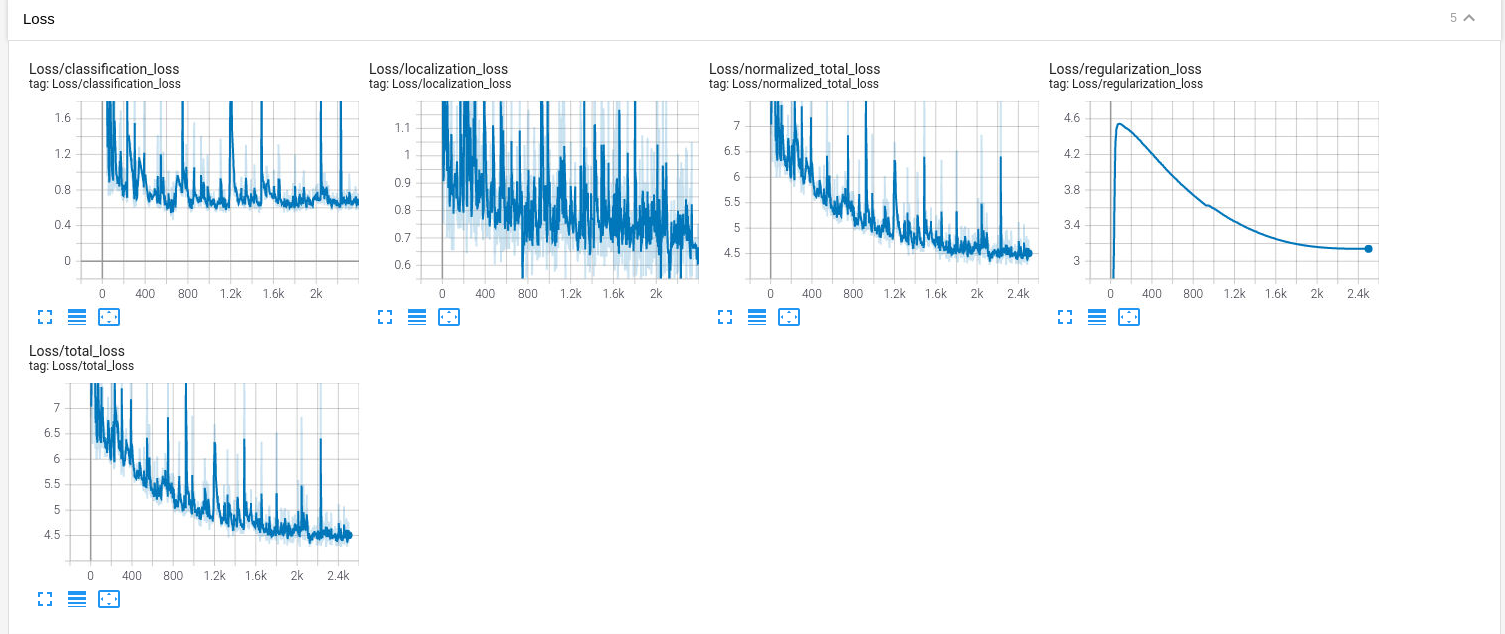 Loss 5
Loss/classification_loss
tag: Loss/classification_loss
1.6
1.2
0.8
0.4
0
0 400 800 1.2k 1.6k 2k
Loss/localization_loss
tag: Loss/localization_loss
1.1
1
0.9
0.8
0.7
0.6
0 400 800 1.2k 1.6k 2k
Loss/normalized_total_loss
tag: Loss/normalized_total_loss
7
6.5
6
5.5
5
4.5
0 400 800 1.2k 1.6k 2k 2.4k
Loss/regularization_loss
tag: Loss/regularization_loss
4.6
4.2
3.8
3.4
3
0 400 800 1.2k 1.6k 2k 2.4k
Loss/total_loss
tag: Loss/total_loss
7
6.5
6
5.5
5
4.5
0 400 800 1.2k 1.6k 2k 2.4k